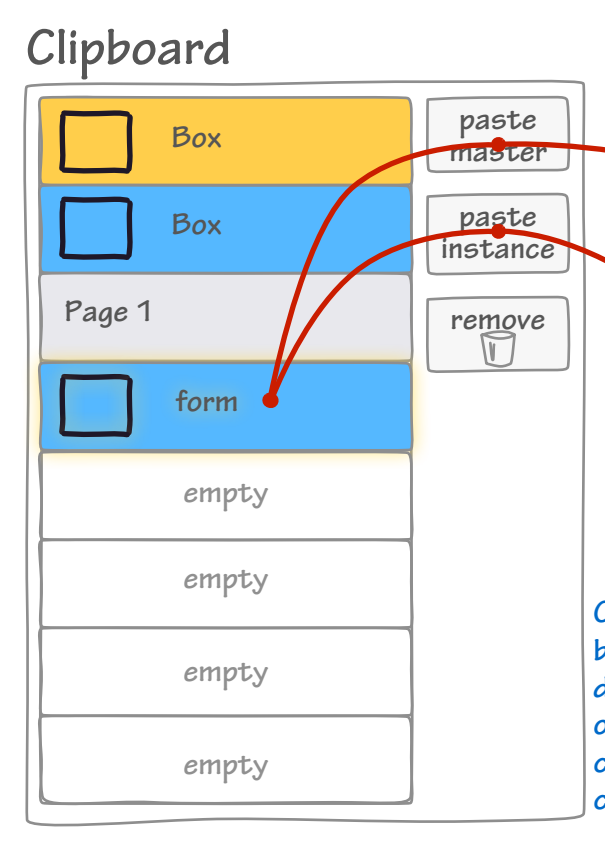 Clipboard
Box
Box
Page 1
form
empty
empty
empty
empty
paste
master
paste
instance
remove